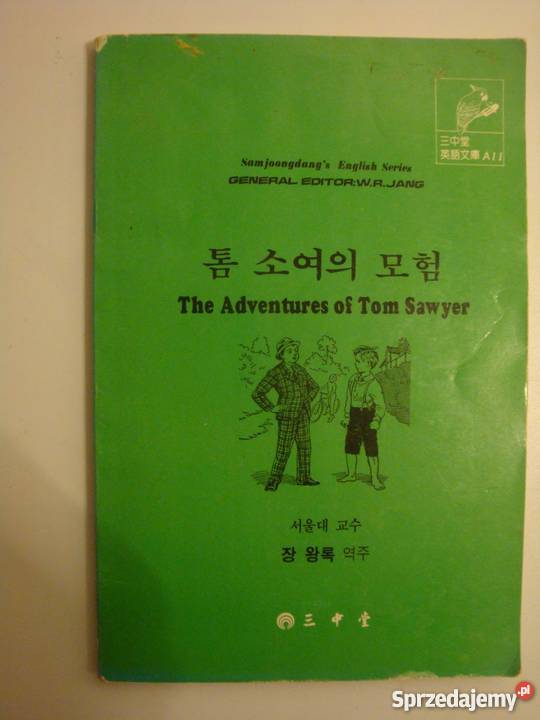 三中堂
英語文庫 A11
Samjoongdang's English Series
GENERAL EDITOR:W.R.JANG
톰 소여의 모험
The Adventures of Tom Sawyer
서울대 교수
장 왕록 역주
三中堂
Sprzedajemy.pl